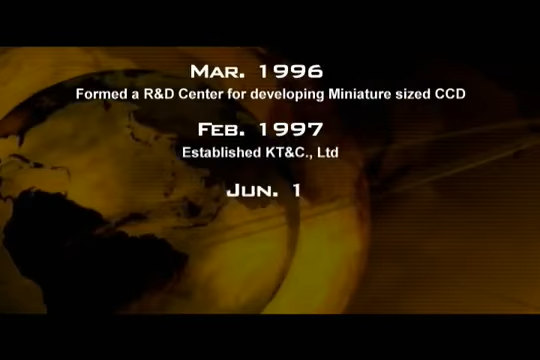 Mar. 1996
Formed a R&D Center for developing Miniature sized CCD
Feb. 1997
Established KT&C., Ltd
Jun. 1